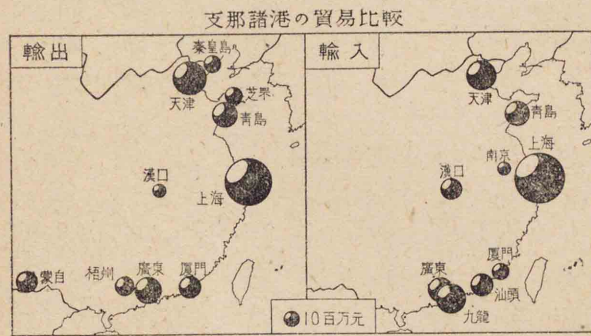 支那諸港の貿易比較
輸出
秦皇島
天津
芝罘
青島
漢口
上海
蒙自
梧州
廣東
厦門
輸入
天津
青島
上海
南京
漢口
厦門
廣東
汕頭
九龍
10百万元